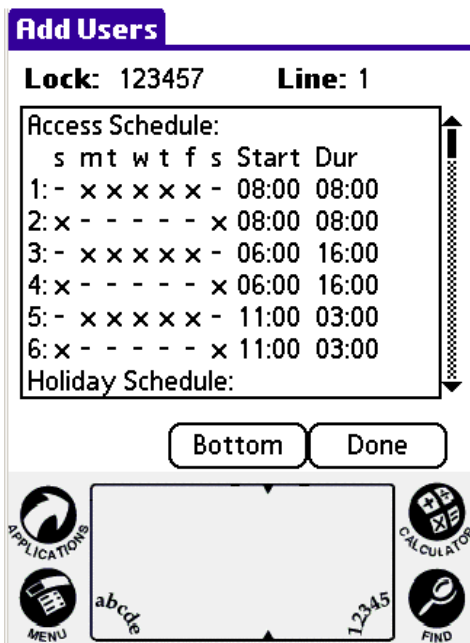 Add Users
Lock: 123457 Line: 1
Access Schedule:
s m t w t f s Start Dur
1: - x x x x x - 08:00 08:00
2: x - - - - - x 08:00 08:00
3: - x x x x x - 06:00 16:00
4: x - - - - - x 06:00 16:00
5: - x x x x x - 11:00 03:00
6: x - - - - - x 11:00 03:00
Holiday Schedule:
Bottom Done
APPLICATIONS
CALCULATOR
abcde
12345
MENU
FIND